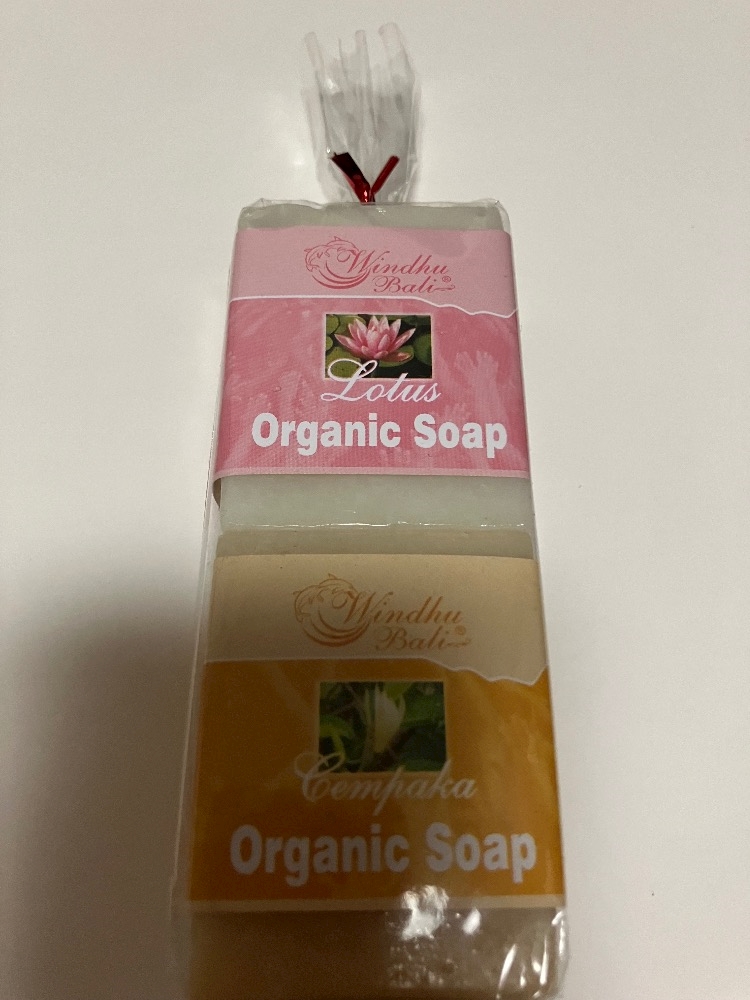 Windhu
Bali®
Lotus
Organic Soap
Windhu
Bali®
Cempaka
Organic Soap